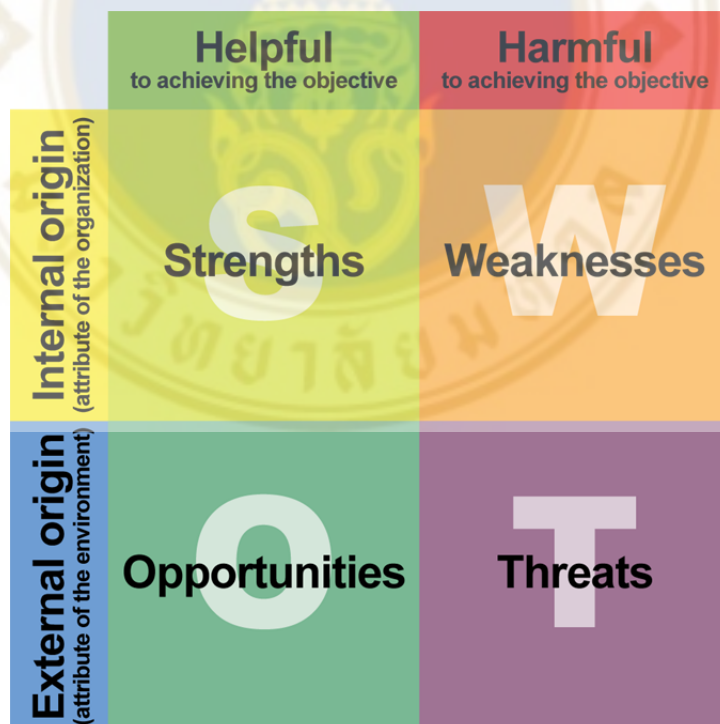 Helpful
to achieving the objective
Harmful
to achieving the objective
Internal origin
(attribute of the organization)
S
Strengths
W
Weaknesses
External origin
(attribute of the environment)
O
Opportunities
T
Threats